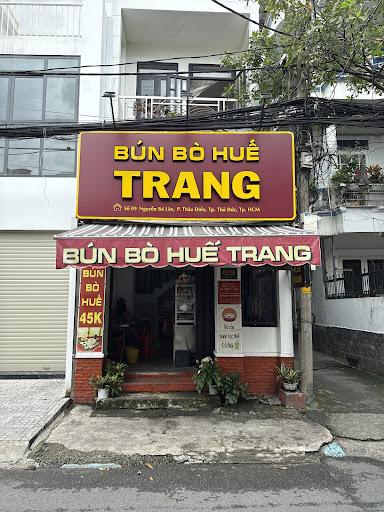 BÚN BÒ HUẾ
TRANG
Số 09 Nguyễn Bá Lân, P. Thảo Điền, Tp. Thủ Đức, Tp. HCM
BÚN BÒ HUẾ TRANG
BÚN
BÒ
HUẾ
45K
09